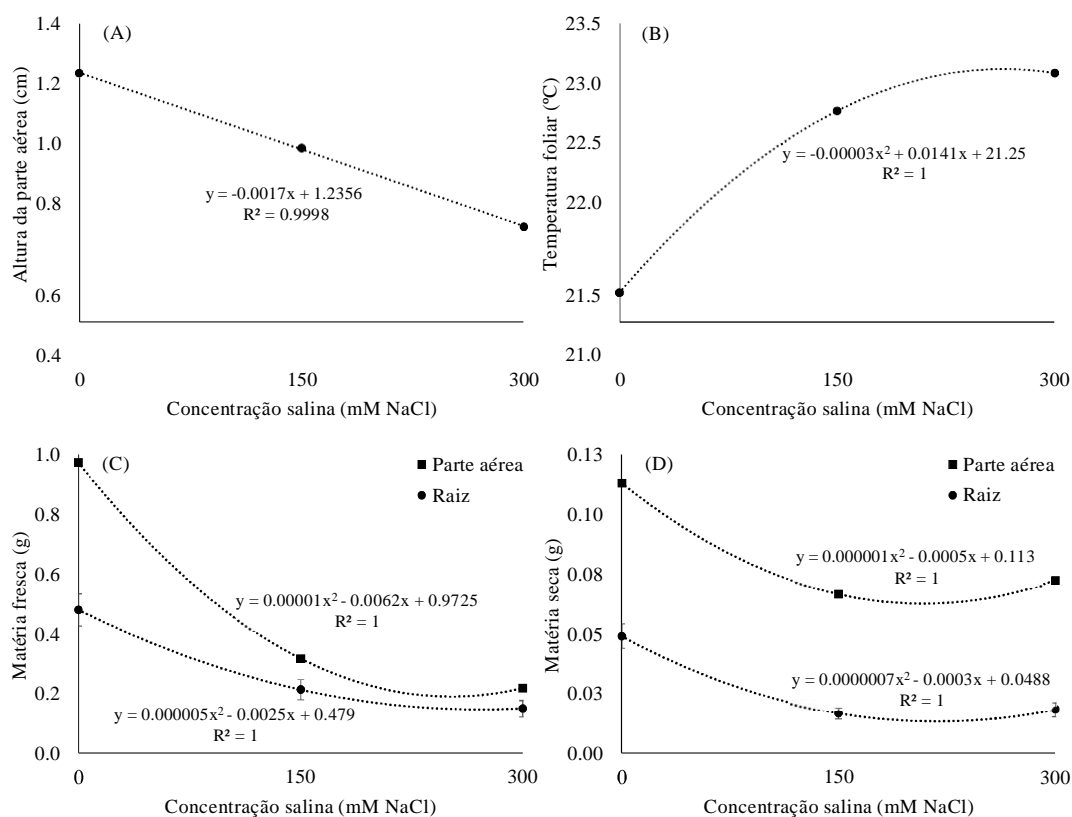 (A)
1.4
1.2
1.0
0.8
0.6
0.4
Altura da parte aérea (cm)
y = -0.0017x + 1.2356
R² = 0.9998
0 150 300
Concentração salina (mM NaCl)
(B)
23.5
23.0
22.5
22.0
21.5
21.0
Temperatura foliar (ºC)
y = -0.00003x² + 0.0141x + 21.25
R² = 1
0 150 300
Concentração salina (mM NaCl)
(C)
1.0
0.8
0.6
0.4
0.2
0.0
Matéria fresca (g)
Parte aérea
Raiz
y = 0.00001x² - 0.0062x + 0.9725
R² = 1
y = 0.000005x² - 0.0025x + 0.479
R² = 1
0 150 300
Concentração salina (mM NaCl)
(D)
0.13
0.10
0.08
0.05
0.03
0.00
Matéria seca (g)
Parte aérea
Raiz
y = 0.000001x² - 0.0005x + 0.113
R² = 1
y = 0.0000007x² - 0.0003x + 0.0488
R² = 1
0 150 300
Concentração salina (mM NaCl)